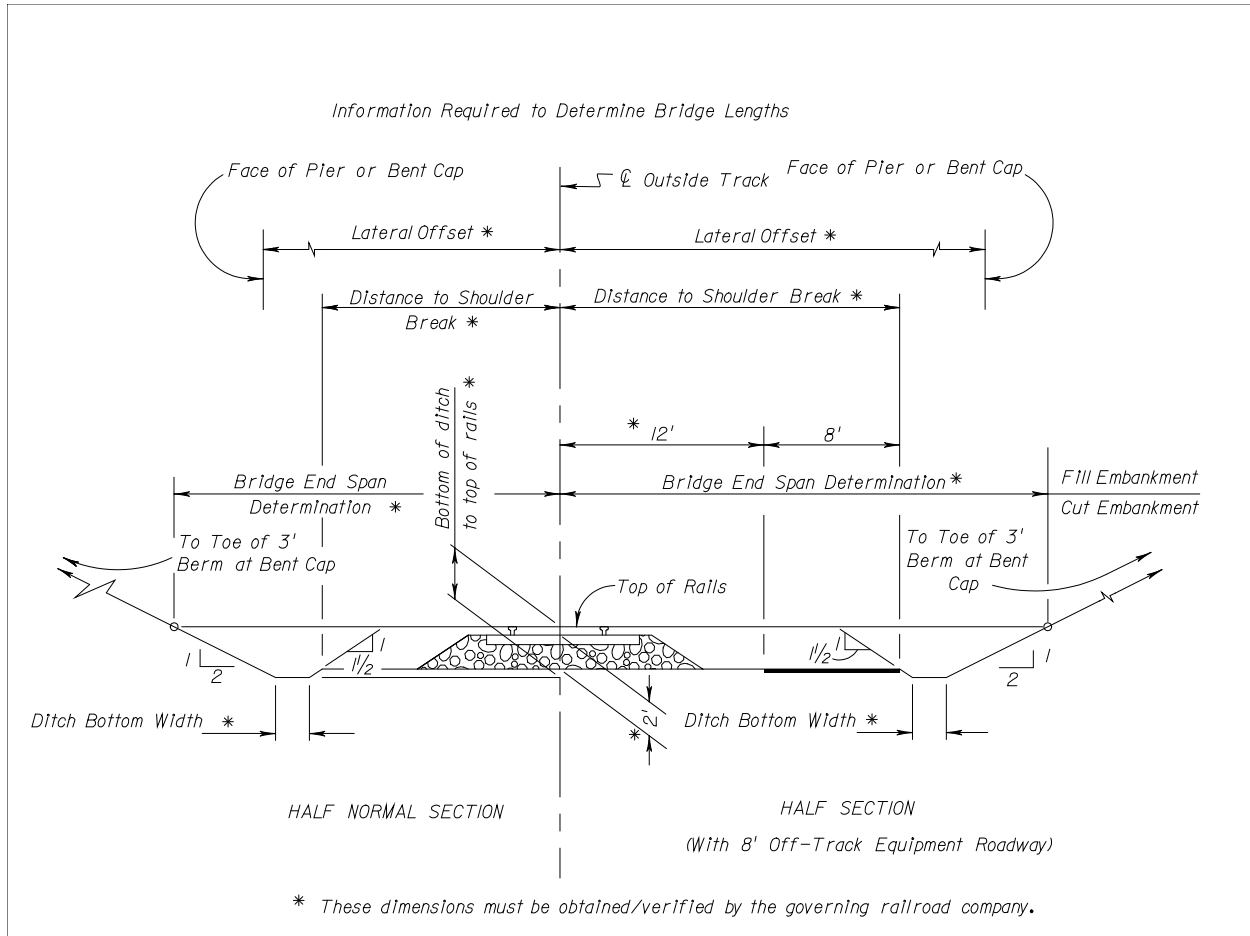 Information Required to Determine Bridge Lengths
Face of Pier or Bent Cap
℄ Outside Track
Face of Pier or Bent Cap
Lateral Offset *
Lateral Offset *
Distance to Shoulder
Break *
Distance to Shoulder Break *
Bottom of ditch
to top of rails *
* 12'
8'
Bridge End Span
Determination *
Bridge End Span Determination *
Fill Embankment
Cut Embankment
To Toe of 3'
Berm at Bent Cap
To Toe of 3'
Berm at Bent
Cap
Top of Rails
1
2
1
1½
1
1½
1
2
Ditch Bottom Width *
2'
*
Ditch Bottom Width *
HALF NORMAL SECTION
HALF SECTION
(With 8' Off-Track Equipment Roadway)
* These dimensions must be obtained/verified by the governing railroad company.